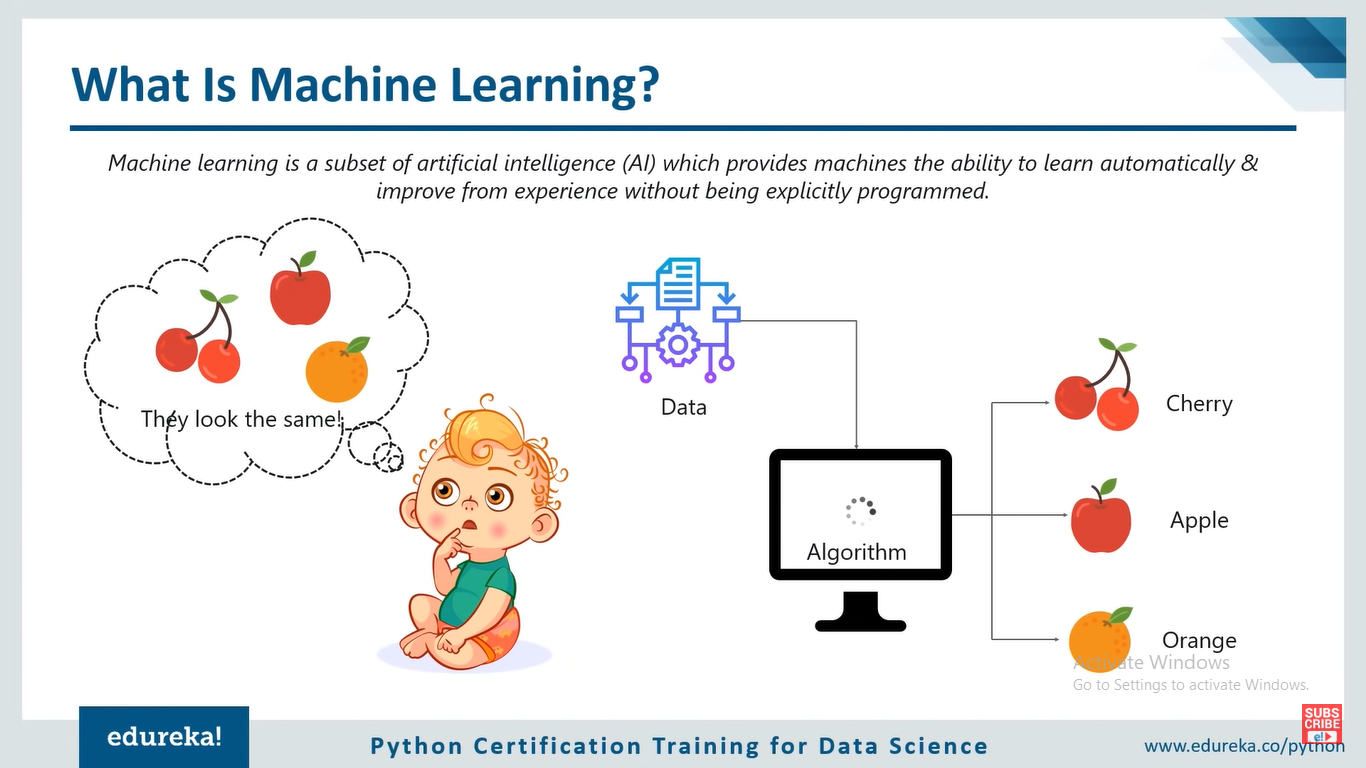 What Is Machine Learning?
Machine learning is a subset of artificial intelligence (AI) which provides machines the ability to learn automatically &
improve from experience without being explicitly programmed.
They look the same!
Data
Algorithm
Cherry
Apple
Orange
Activate Windows
Go to Settings to activate Windows.
SUBS
CRIBE
e!
edureka!
Python Certification Training for Data Science
www.edureka.co/python